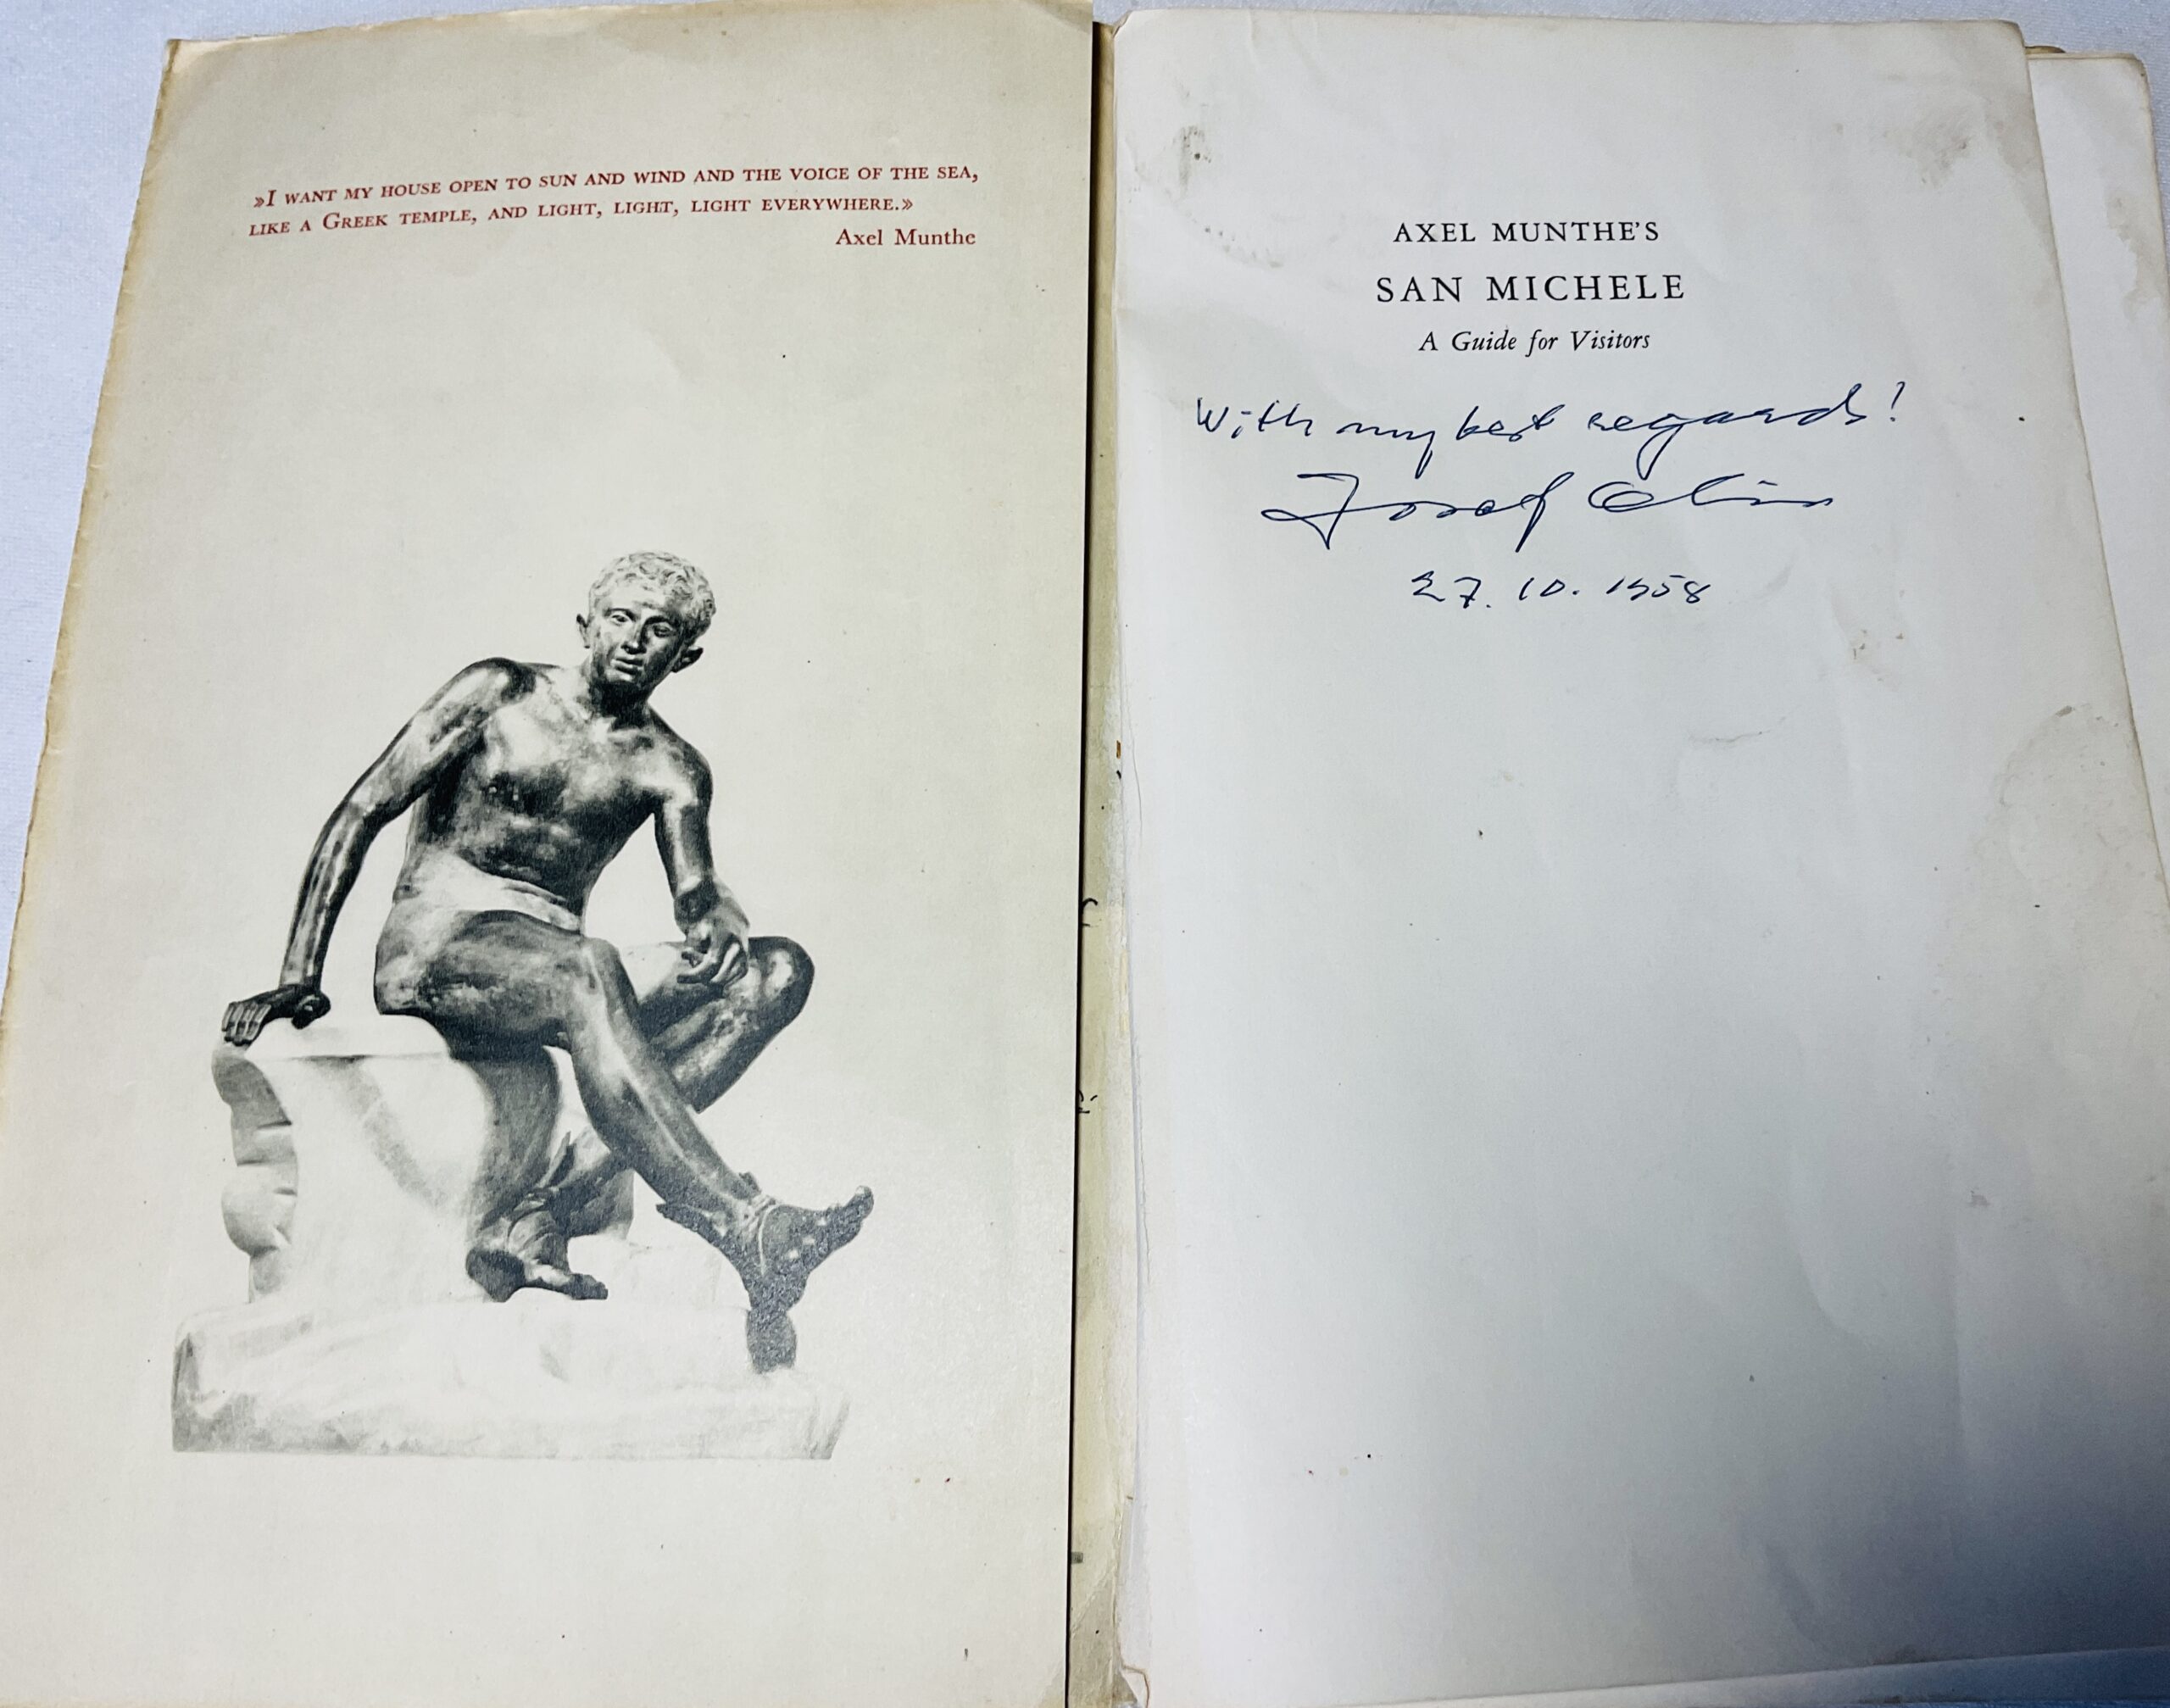 »I WANT MY HOUSE OPEN TO SUN AND WIND AND THE VOICE OF THE SEA,
LIKE A GREEK TEMPLE, AND LIGHT, LIGHT, LIGHT EVERYWHERE.»
Axel Munthe
AXEL MUNTHE'S
SAN MICHELE
A Guide for Visitors
With my best regards!
Josef
27. 10. 1958